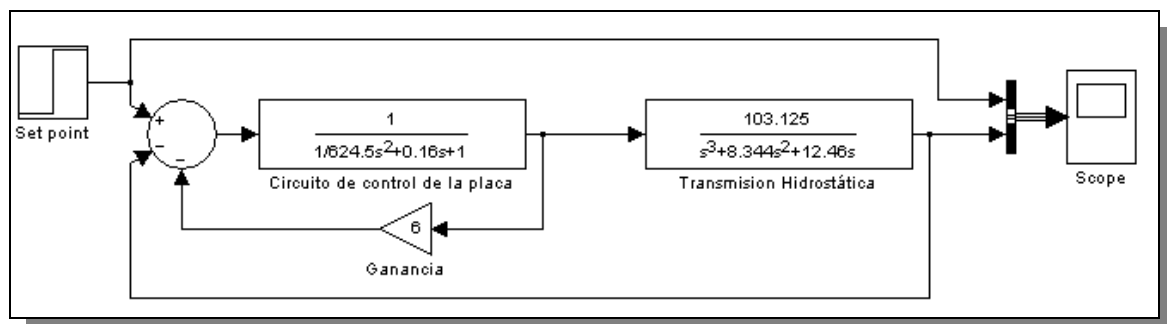 Set point
+
−
−
1
1/624.5s2+0.16s+1
Circuito de control de la placa
103.125
s3+8.344s2+12.46s
Transmision Hidrostática
Scope
6
Ganancia